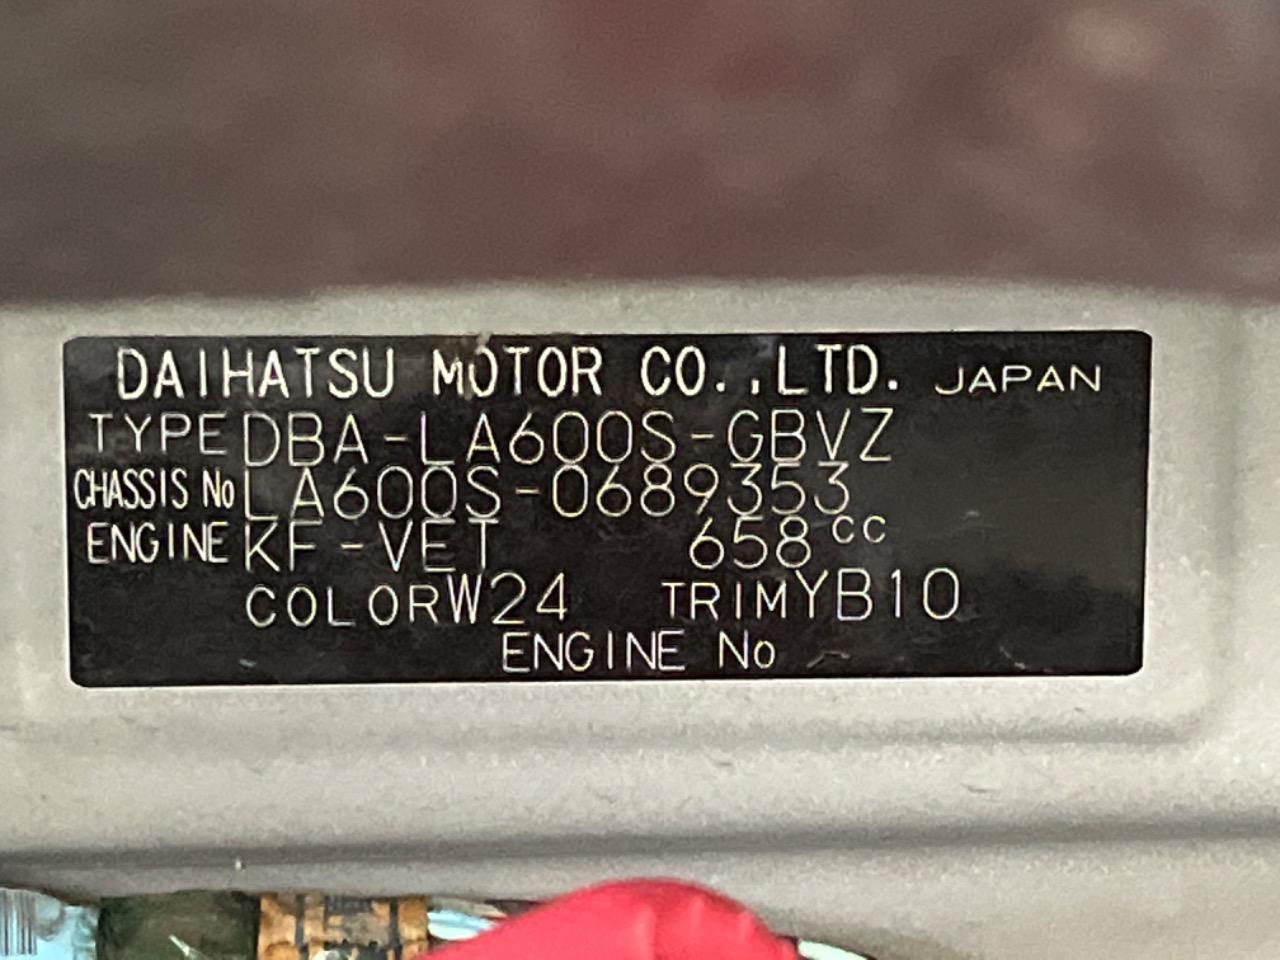 DAIHATSU MOTOR CO.,LTD. JAPAN
TYPE DBA-LA600S-GBVZ
CHASSIS No LA600S-0689353
ENGINE KF-VET 658cc
COLOR W24 TRIM YB10
ENGINE No